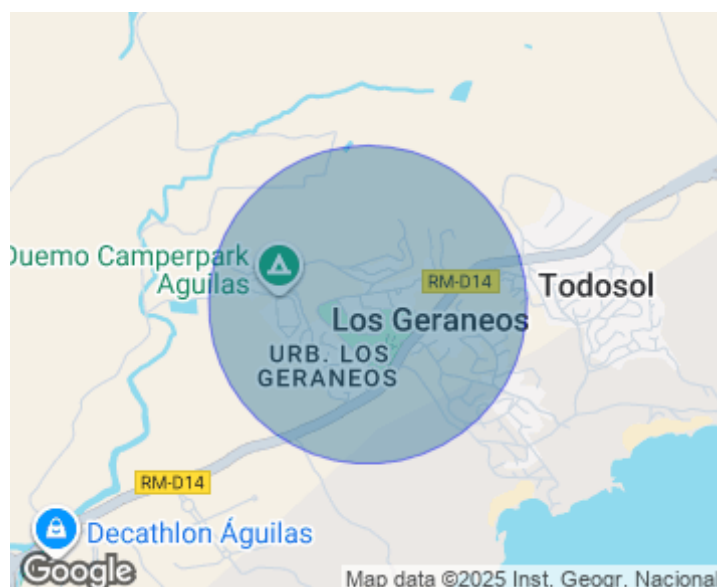 Duemo Camperpark
Aguilas
RM-D14
Todosol
Los Geraneos
URB. LOS
GERANEOS
RM-D14
Decathlon Águilas
Google
Map data ©2025 Inst. Geogr. Nacional